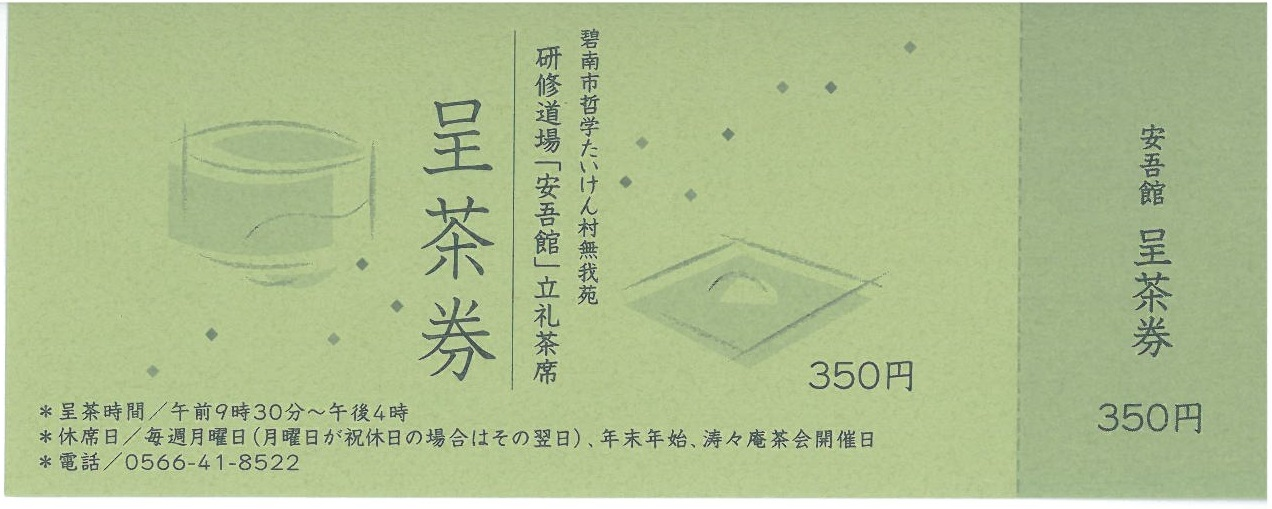 碧南市哲学たいけん村無我苑
研修道場「安吾館」立礼茶席
呈茶券
350円
＊呈茶時間／午前9時30分～午後4時
＊休席日／毎週月曜日(月曜日が祝休日の場合はその翌日)、年末年始、涛々庵茶会開催日
＊電話／0566-41-8522
安吾館 呈茶券
350円